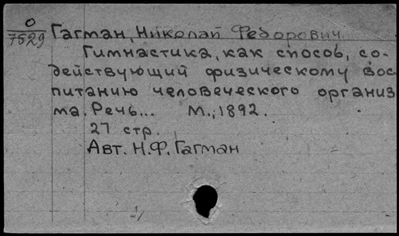 О
7529
Гагман, Николай Федорович.
Гимнастика, как способ, со-
действующий физическому вос-
питанию человеческого организ-
ма. Речь... М., 1892.
27 стр.
Авт. Н.Ф. Гагман